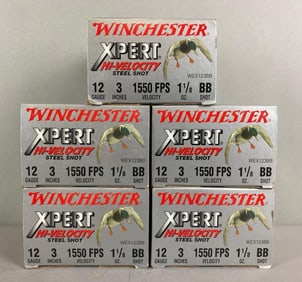 WINCHESTER
XPERT
HI-VELOCITY
STEEL SHOT
WEX123BB
12 3 1550 FPS 1 1/8 BB
GAUGE INCHES VELOCITY OZ. SHOT
WINCHESTER
XPERT
HI-VELOCITY
STEEL SHOT
WEX123BB
12 3 1550 FPS 1 1/8 BB
GAUGE INCHES VELOCITY OZ. SHOT
WINCHESTER
XPERT
HI-VELOCITY
STEEL SHOT
WEX123BB
12 3 1550 FPS 1 1/8 BB
GAUGE INCHES VELOCITY OZ. SHOT
WINCHESTER
XPERT
HI-VELOCITY
STEEL SHOT
WEX123BB
12 3 1550 FPS 1 1/8 BB
GAUGE INCHES VELOCITY OZ. SHOT
WINCHESTER
XPERT
HI-VELOCITY
STEEL SHOT
WEX123BB
12 3 1550 FPS 1 1/8 BB
GAUGE INCHES VELOCITY OZ. SHOT